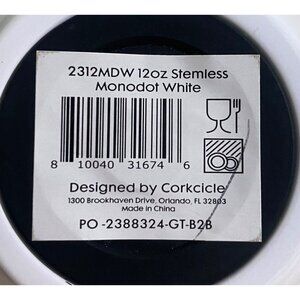 2312MDW 12oz Stemless
Monodot White
8 10040 31674 6
Designed by Corkcicle
1300 Brookhaven Drive, Orlando, FL 32803
Made in China
PO -2388324-GT-B2B